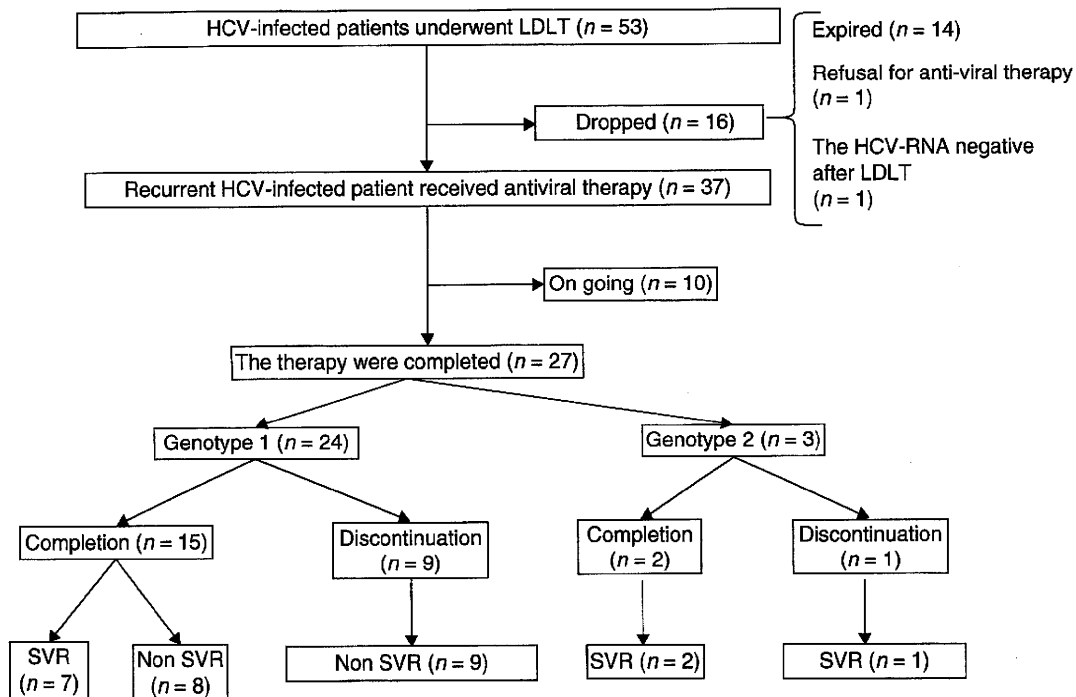 HCV-infected patients underwent LDLT (n = 53)
Expired (n = 14)
Refusal for anti-viral therapy
(n = 1)
The HCV-RNA negative
after LDLT
(n = 1)
Dropped (n = 16)
Recurrent HCV-infected patient received antiviral therapy (n = 37)
On going (n = 10)
The therapy were completed (n = 27)
Genotype 1 (n = 24)
Genotype 2 (n = 3)
Completion (n = 15)
Discontinuation
(n = 9)
Completion
(n = 2)
Discontinuation
(n = 1)
SVR
(n = 7)
Non SVR
(n = 8)
Non SVR (n = 9)
SVR (n = 2)
SVR (n = 1)